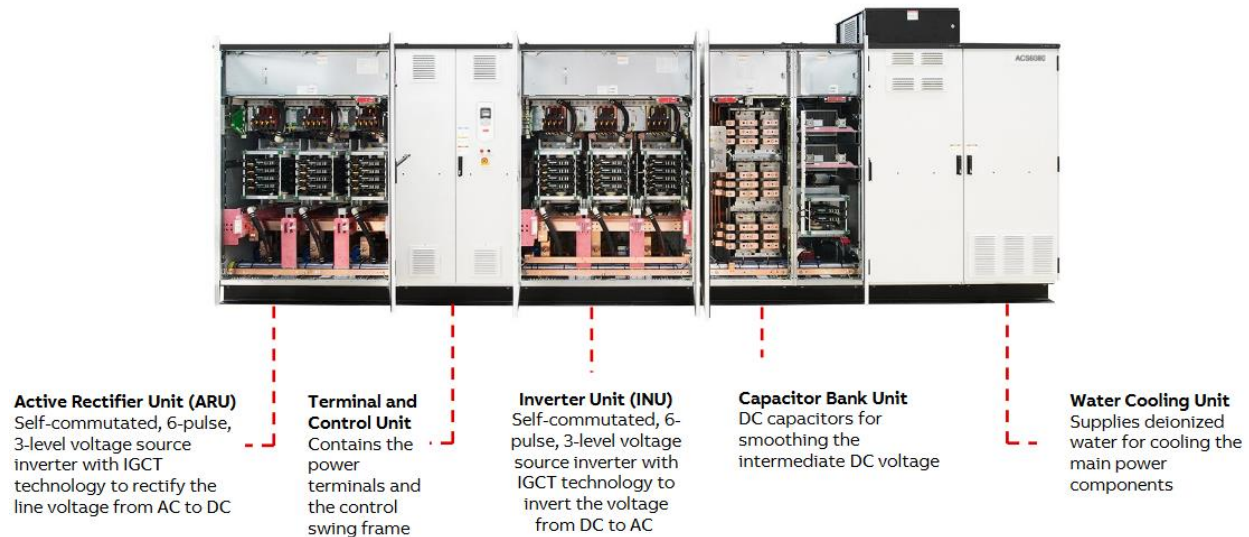 ACS6080
Active Rectifier Unit (ARU)
Self-commutated, 6-pulse,
3-level voltage source
inverter with IGCT
technology to rectify the
line voltage from AC to DC
Terminal and
Control Unit
Contains the
power
terminals and
the control
swing frame
Inverter Unit (INU)
Self-commutated, 6-
pulse, 3-level voltage
source inverter with
IGCT technology to
invert the voltage
from DC to AC
Capacitor Bank Unit
DC capacitors for
smoothing the
intermediate DC voltage
Water Cooling Unit
Supplies deionized
water for cooling the
main power
components